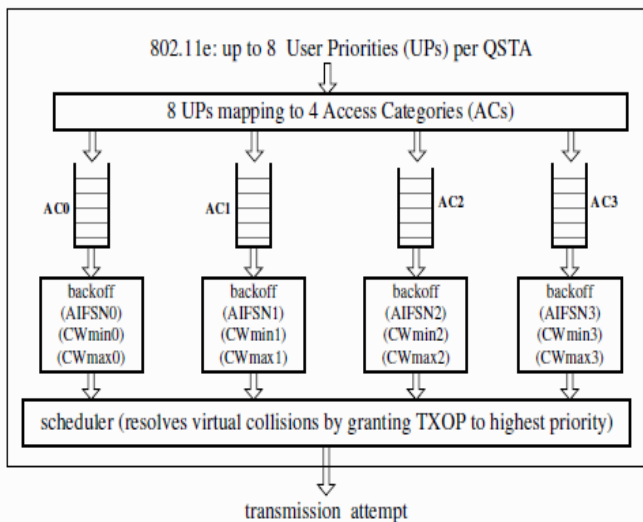 802.11e: up to 8 User Priorities (UPs) per QSTA
8 UPs mapping to 4 Access Categories (ACs)
AC0
AC1
AC2
AC3
backoff
(AIFSN0)
(CWmin0)
(CWmax0)
backoff
(AIFSN1)
(CWmin1)
(CWmax1)
backoff
(AIFSN2)
(CWmin2)
(CWmax2)
backoff
(AIFSN3)
(CWmin3)
(CWmax3)
scheduler (resolves virtual collisions by granting TXOP to highest priority)
transmission attempt